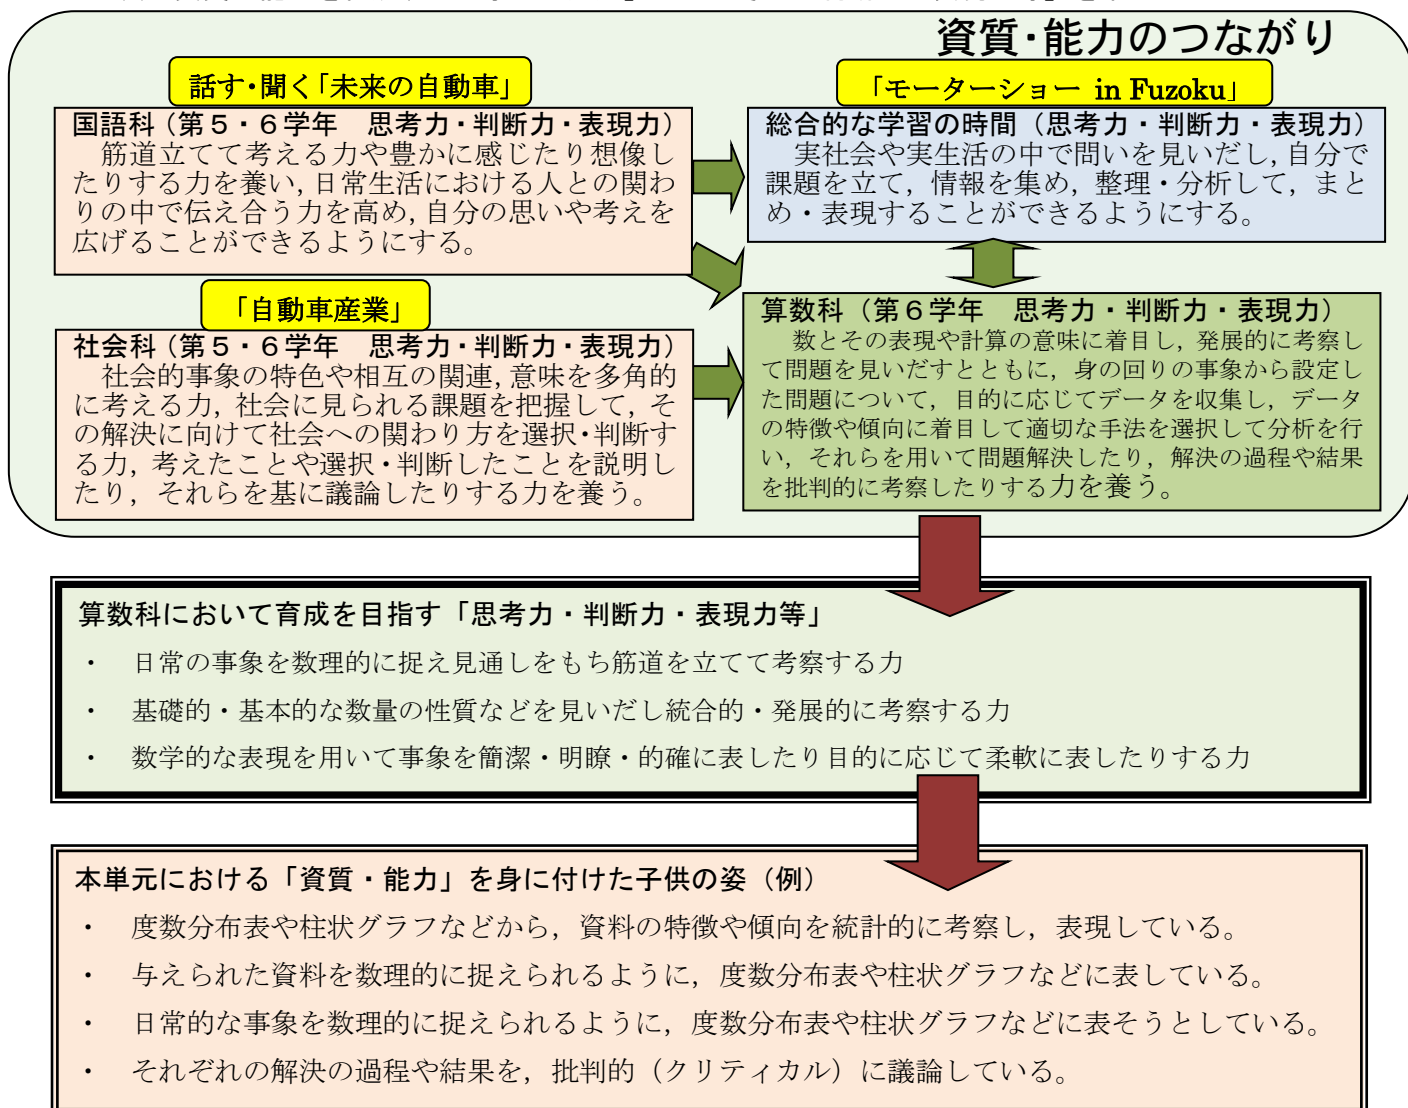 資質・能力のつながり
話す・聞く「未来の自動車」
国語科（第５・６学年　思考力・判断力・表現力）
筋道立てて考える力や豊かに感じたり想像し
たりする力を養い，日常生活における人との関わ
りの中で伝え合う力を高め，自分の思いや考えを
広げることができるようにする。
「モーターショー in Fuzoku」
総合的な学習の時間（思考力・判断力・表現力）
実社会や実生活の中で問いを見いだし，自分で
課題を立て，情報を集め，整理・分析して，まと
め・表現することができるようにする。
「自動車産業」
社会科（第５・６学年　思考力・判断力・表現力）
社会的事象の特色や相互の関連，意味を多角的
に考える力，社会に見られる課題を把握して，そ
の解決に向けて社会への関わり方を選択・判断す
る力，考えたことや選択・判断したことを説明し
たり，それらを基に議論したりする力を養う。
算数科（第６学年　思考力・判断力・表現力）
数とその表現や計算の意味に着目し，発展的に考察し
て問題を見いだすとともに，身の回りの事象から設定し
た問題について，目的に応じてデータを収集し，データ
の特徴や傾向に着目して適切な手法を選択して分析を行
い，それらを用いて問題解決したり，解決の過程や結果
を批判的に考察したりする力を養う。
算数科において育成を目指す「思考力・判断力・表現力等」
・　日常の事象を数理的に捉え見通しをもち筋道を立てて考察する力
・　基礎的・基本的な数量の性質などを見いだし統合的・発展的に考察する力
・　数学的な表現を用いて事象を簡潔・明瞭・的確に表したり目的に応じて柔軟に表したりする力
本単元における「資質・能力」を身に付けた子供の姿（例）
・　度数分布表や柱状グラフなどから，資料の特徴や傾向を統計的に考察し，表現している。
・　与えられた資料を数理的に捉えられるように，度数分布表や柱状グラフなどに表している。
・　日常的な事象を数理的に捉えられるように，度数分布表や柱状グラフなどに表そうとしている。
・　それぞれの解決の過程や結果を，批判的（クリティカル）に議論している。